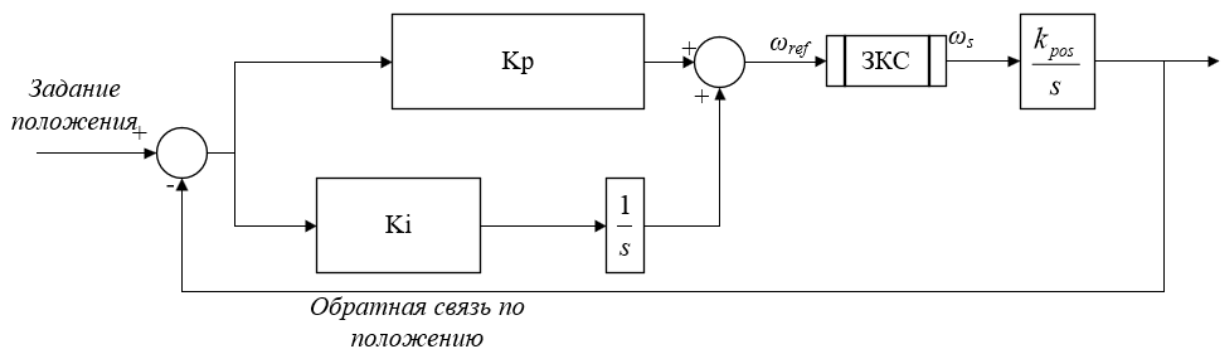 Kp
+
ω_ref
ЗКС
ω_s
k_pos
s
+
Задание
положения
+
-
Ki
1
s
Обратная связь по
положению